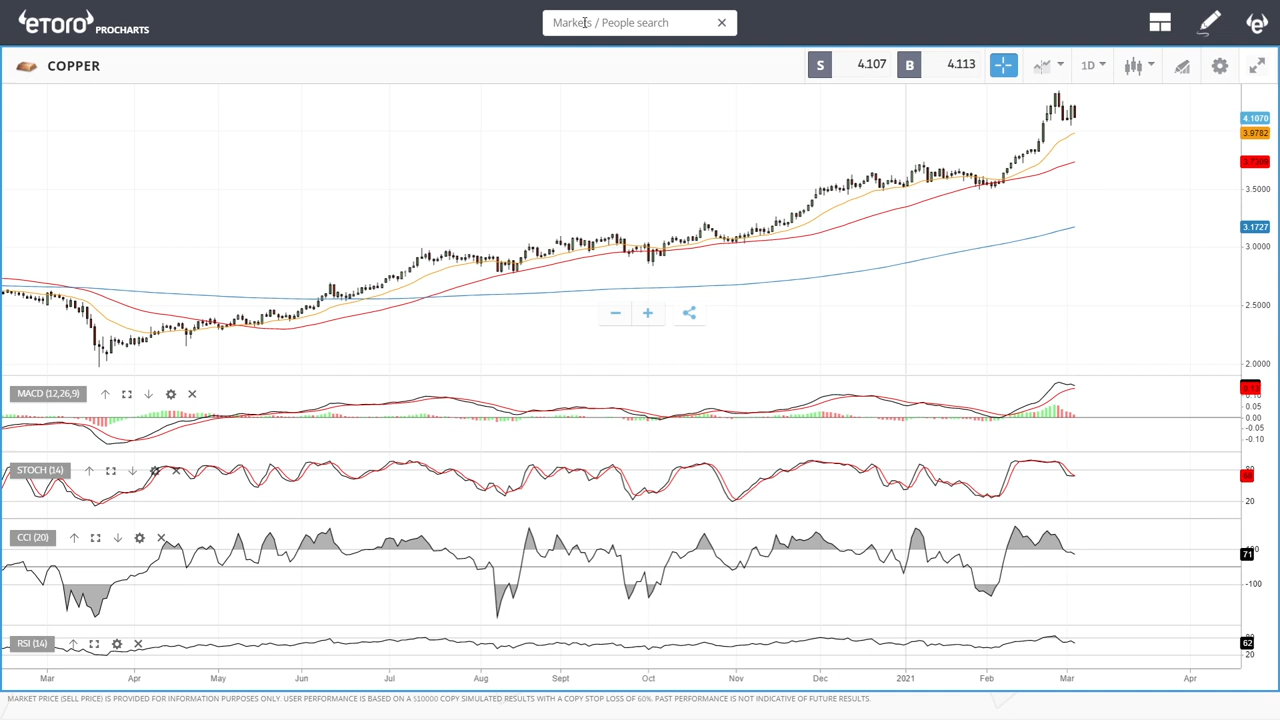 eToro PROCHARTS
Markets / People search
COPPER
S 4.107 B 4.113 1D
4.1070
3.9782
3.5000
3.1727
3.0000
2.5000
2.0000
MACD (12,26,9)
0.05
0.00
-0.05
-0.10
STOCH (14)
20
CCI (20)
71
-100
RSI (14)
62
20
Mar Apr May Jun Jul Aug Sept Oct Nov Dec 2021 Feb Mar Apr
MARKET PRICE (SELL PRICE) IS PROVIDED FOR INFORMATION PURPOSES ONLY. USER PERFORMANCE IS BASED ON A $10000 COPY SIMULATED RESULTS WITH A COPY STOP LOSS OF 60%. PAST PERFORMANCE IS NOT INDICATIVE OF FUTURE RESULTS.